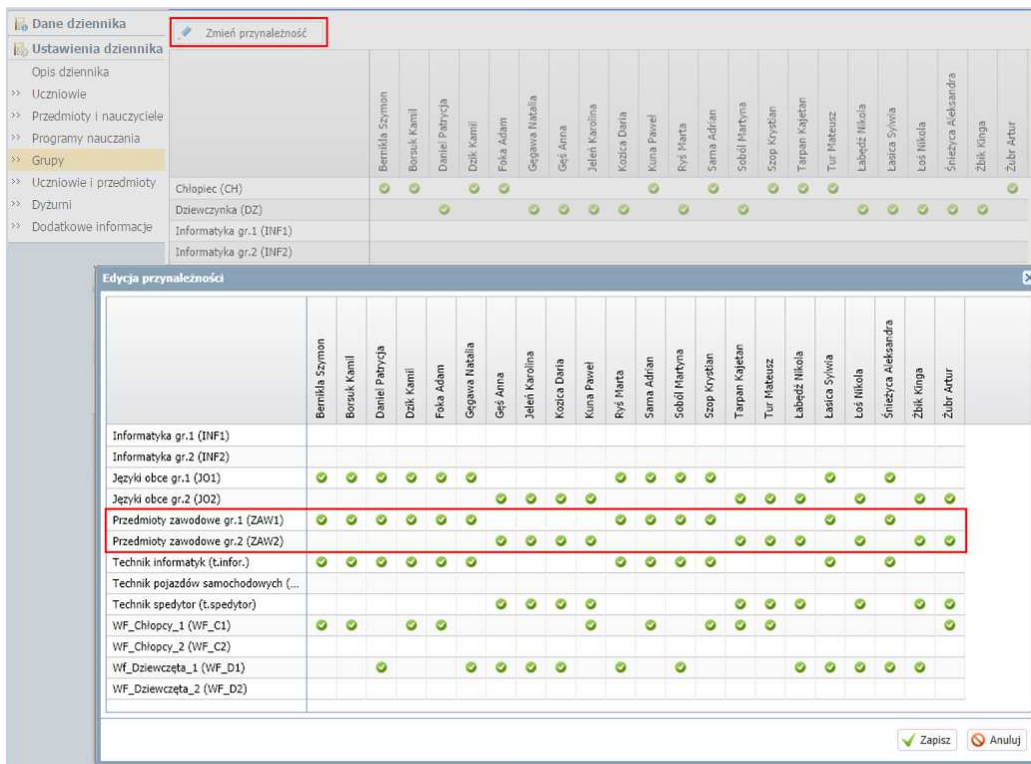 Dane dziennika
Ustawienia dziennika
Opis dziennika
Uczniowie
Przedmioty i nauczyciele
Programy nauczania
Grupy
Uczniowie i przedmioty
Dyżurni
Dodatkowe informacje
Zmień przynależność
Bernikla Szymon
Borsuk Kamil
Daniel Patrycja
Dzik Kamil
Foka Adam
Gęgawa Natalia
Gęś Anna
Jeleń Karolina
Kozica Daria
Kuna Paweł
Ryś Marta
Sarna Adrian
Soból Martyna
Szop Krystian
Tarpan Kajetan
Tur Mateusz
Łabędź Nikola
Łasica Sylwia
Łoś Nikola
Śnieżyca Aleksandra
Żbik Kinga
Żubr Artur
Chłopiec (CH)
Dziewczynka (DZ)
Informatyka gr.1 (INF1)
Informatyka gr.2 (INF2)
Edycja przynależności
Bernikla Szymon
Borsuk Kamil
Daniel Patrycja
Dzik Kamil
Foka Adam
Gęgawa Natalia
Gęś Anna
Jeleń Karolina
Kozica Daria
Kuna Paweł
Ryś Marta
Sarna Adrian
Soból Martyna
Szop Krystian
Tarpan Kajetan
Tur Mateusz
Łabędź Nikola
Łasica Sylwia
Łoś Nikola
Śnieżyca Aleksandra
Żbik Kinga
Żubr Artur
Informatyka gr.1 (INF1)
Informatyka gr.2 (INF2)
Języki obce gr.1 (JO1)
Języki obce gr.2 (JO2)
Przedmioty zawodowe gr.1 (ZAW1)
Przedmioty zawodowe gr.2 (ZAW2)
Technik informatyk (t.infor.)
Technik pojazdów samochodowych (...
Technik spedytor (t.spedytor)
WF_Chłopcy_1 (WF_C1)
WF_Chłopcy_2 (WF_C2)
Wf_Dziewczęta_1 (WF_D1)
WF_Dziewczęta_2 (WF_D2)
Zapisz
Anuluj